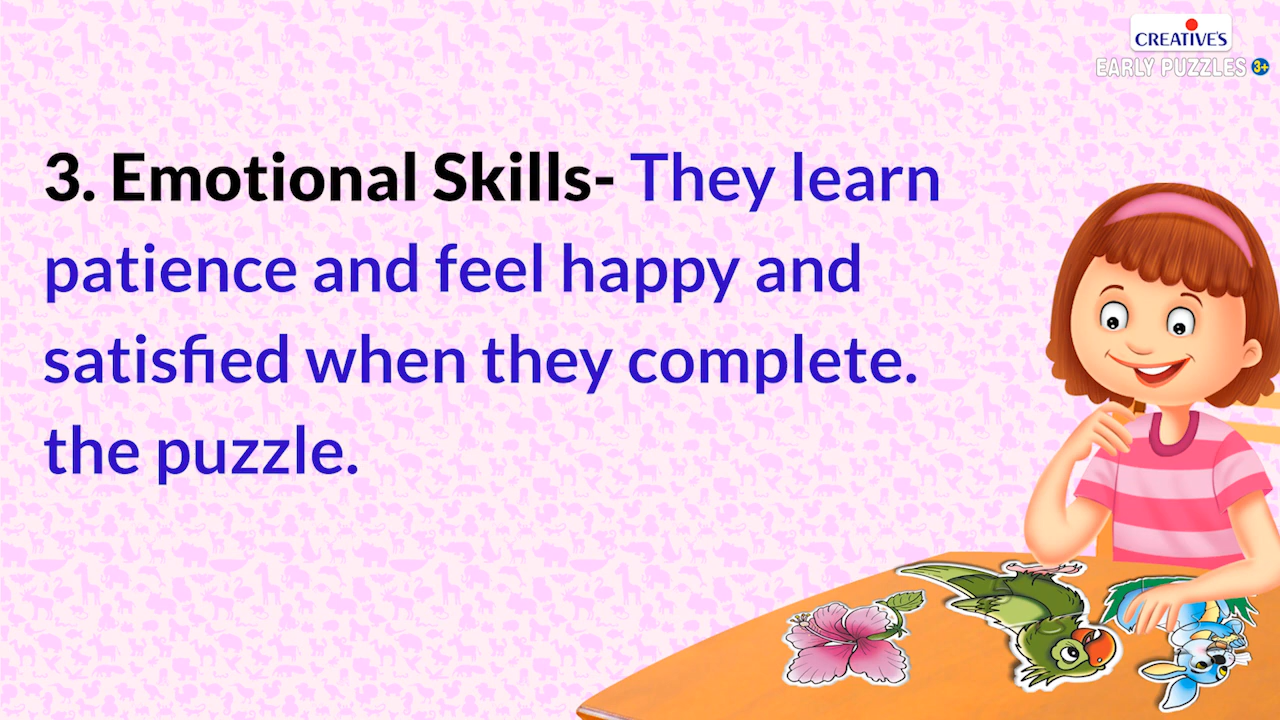 CREATIVE'S
EARLY PUZZLES 3+
3. Emotional Skills- They learn
patience and feel happy and
satisfied when they complete.
the puzzle.